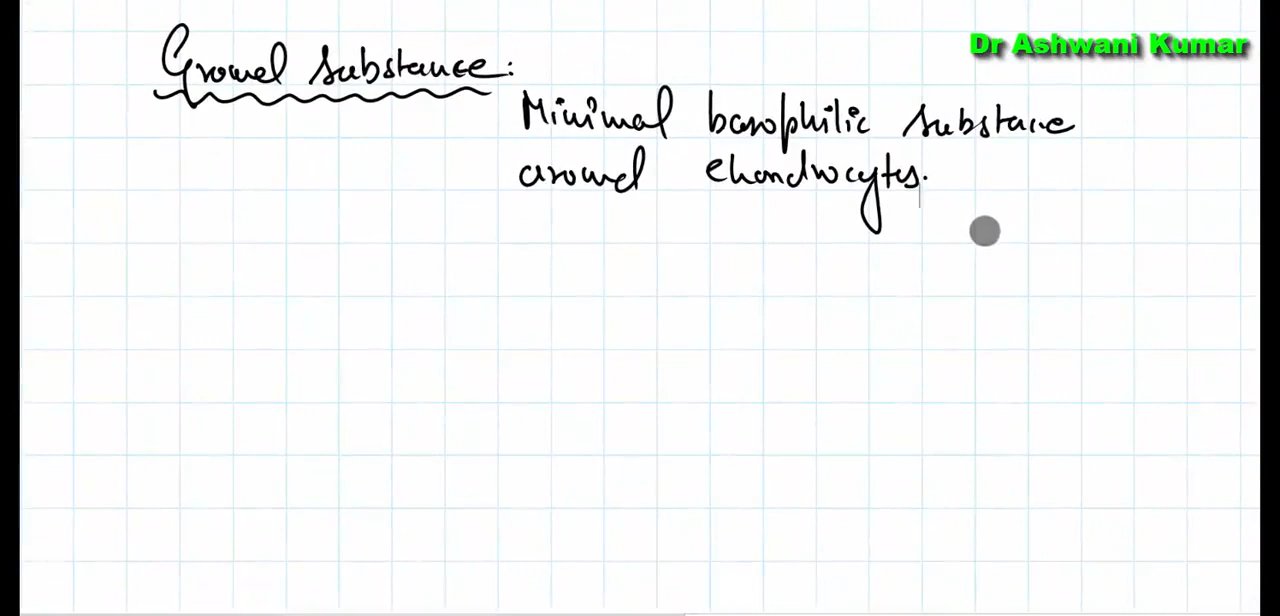 Dr Ashwani Kumar
Ground substance:
Minimal basophilic substance
around chondrocytes.